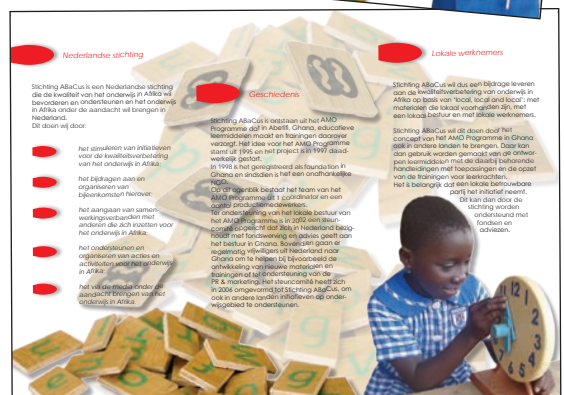 Nederlandse stichting
Stichting ABaCus is een Nederlandse stichting
die de kwaliteit van het onderwijs in Afrika wil
bevorderen en ondersteunen en het onderwijs
in Afrika onder de aandacht wil brengen in
Nederland.
Dit doen wij door:
het stimuleren van initiatieven
voor de kwaliteitsverbetering
van het onderwijs in Afrika;
het bijdragen aan en
organiseren van
bijeenkomsten hierover;
het aangaan van samen-
werkingsverbanden met
anderen die zich inzetten voor
het onderwijs in Afrika;
het ondersteunen en
organiseren van acties en
activiteiten voor het onderwijs
in Afrika;
het via de media onder de
aandacht brengen van het
onderwijs in Afrika.
Geschiedenis
Stichting ABaCus is ontstaan uit het AMO
Programme dat in Abetifi, Ghana, educatieve
leermiddelen maakt en trainingen daarover
verzorgt. Het idee voor het AMO Programme
stamt uit 1995 en het project is in 1997 daad-
werkelijk gestart.
In 1998 is het geregistreerd als foundation in
Ghana en sindsdien is het een onafhankelijke
NGO.
Op dit ogenblik bestaat het team van het
AMO Programme uit 1 coördinator en een
aantal productiemedewerkers.
Ter ondersteuning van het lokale bestuur van
het AMO Programme is in 2002 een steun-
comité opgericht dat zich in Nederland bezig-
houdt met fondswerving en advies geeft aan
het bestuur in Ghana. Bovendien gaan er
regelmatig vrijwilligers uit Nederland naar
Ghana om te helpen bij bijvoorbeeld de
ontwikkeling van nieuwe materialen en
trainingen of ter ondersteuning van de
PR & marketing. Het steuncomité heeft zich
in 2006 omgevormd tot Stichting ABaCus, om
ook in andere landen initiatieven op onder-
wijsgebied te ondersteunen.
Lokale werknemers
Stichting ABaCus wil dus een bijdrage leveren
aan de kwaliteitsverbetering van onderwijs in
Afrika op basis van 'local, local and local': met
materialen die lokaal voorhanden zijn, met
een lokaal bestuur en met lokale werknemers.
Stichting ABaCus wil dit doen door het
concept van het AMO Programme in Ghana
ook in andere landen te brengen. Daar kan
dan gebruik worden gemaakt van de ontwor-
pen leermiddelen met de daarbij behorende
handleidingen met toepassingen en de opzet
van de trainingen voor leerkrachten.
Het is belangrijk dat een lokale betrouwbare
partij het initiatief neemt.
Dit kan dan door de
stichting worden
ondersteund met
fondsen en
adviezen.
12
1
2
3
4
5